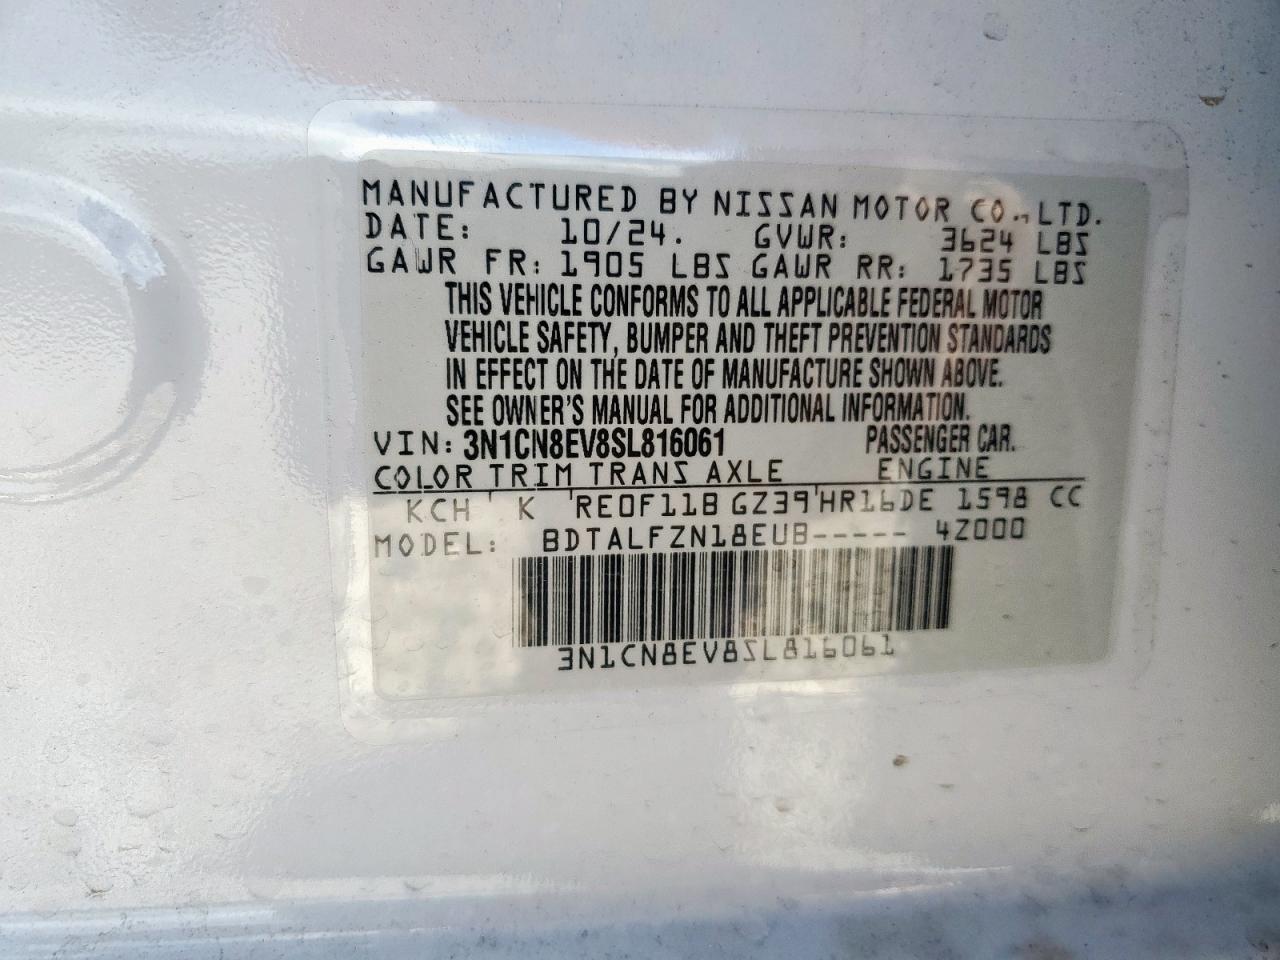 MANUFACTURED BY NISSAN MOTOR CO., LTD.
DATE: 10/24. GVWR: 3624 LBS
GAWR FR: 1905 LBS GAWR RR: 1735 LBS
THIS VEHICLE CONFORMS TO ALL APPLICABLE FEDERAL MOTOR
VEHICLE SAFETY, BUMPER AND THEFT PREVENTION STANDARDS
IN EFFECT ON THE DATE OF MANUFACTURE SHOWN ABOVE.
SEE OWNER'S MANUAL FOR ADDITIONAL INFORMATION.
VIN: 3N1CN8EV8SL816061 PASSENGER CAR.
COLOR TRIM TRANS AXLE ENGINE
KCH K RE0F11B GZ39 HR16DE 1598 CC
MODEL: BDTALFZN18EUB----- 4Z000
3N1CN8EV8SL816061